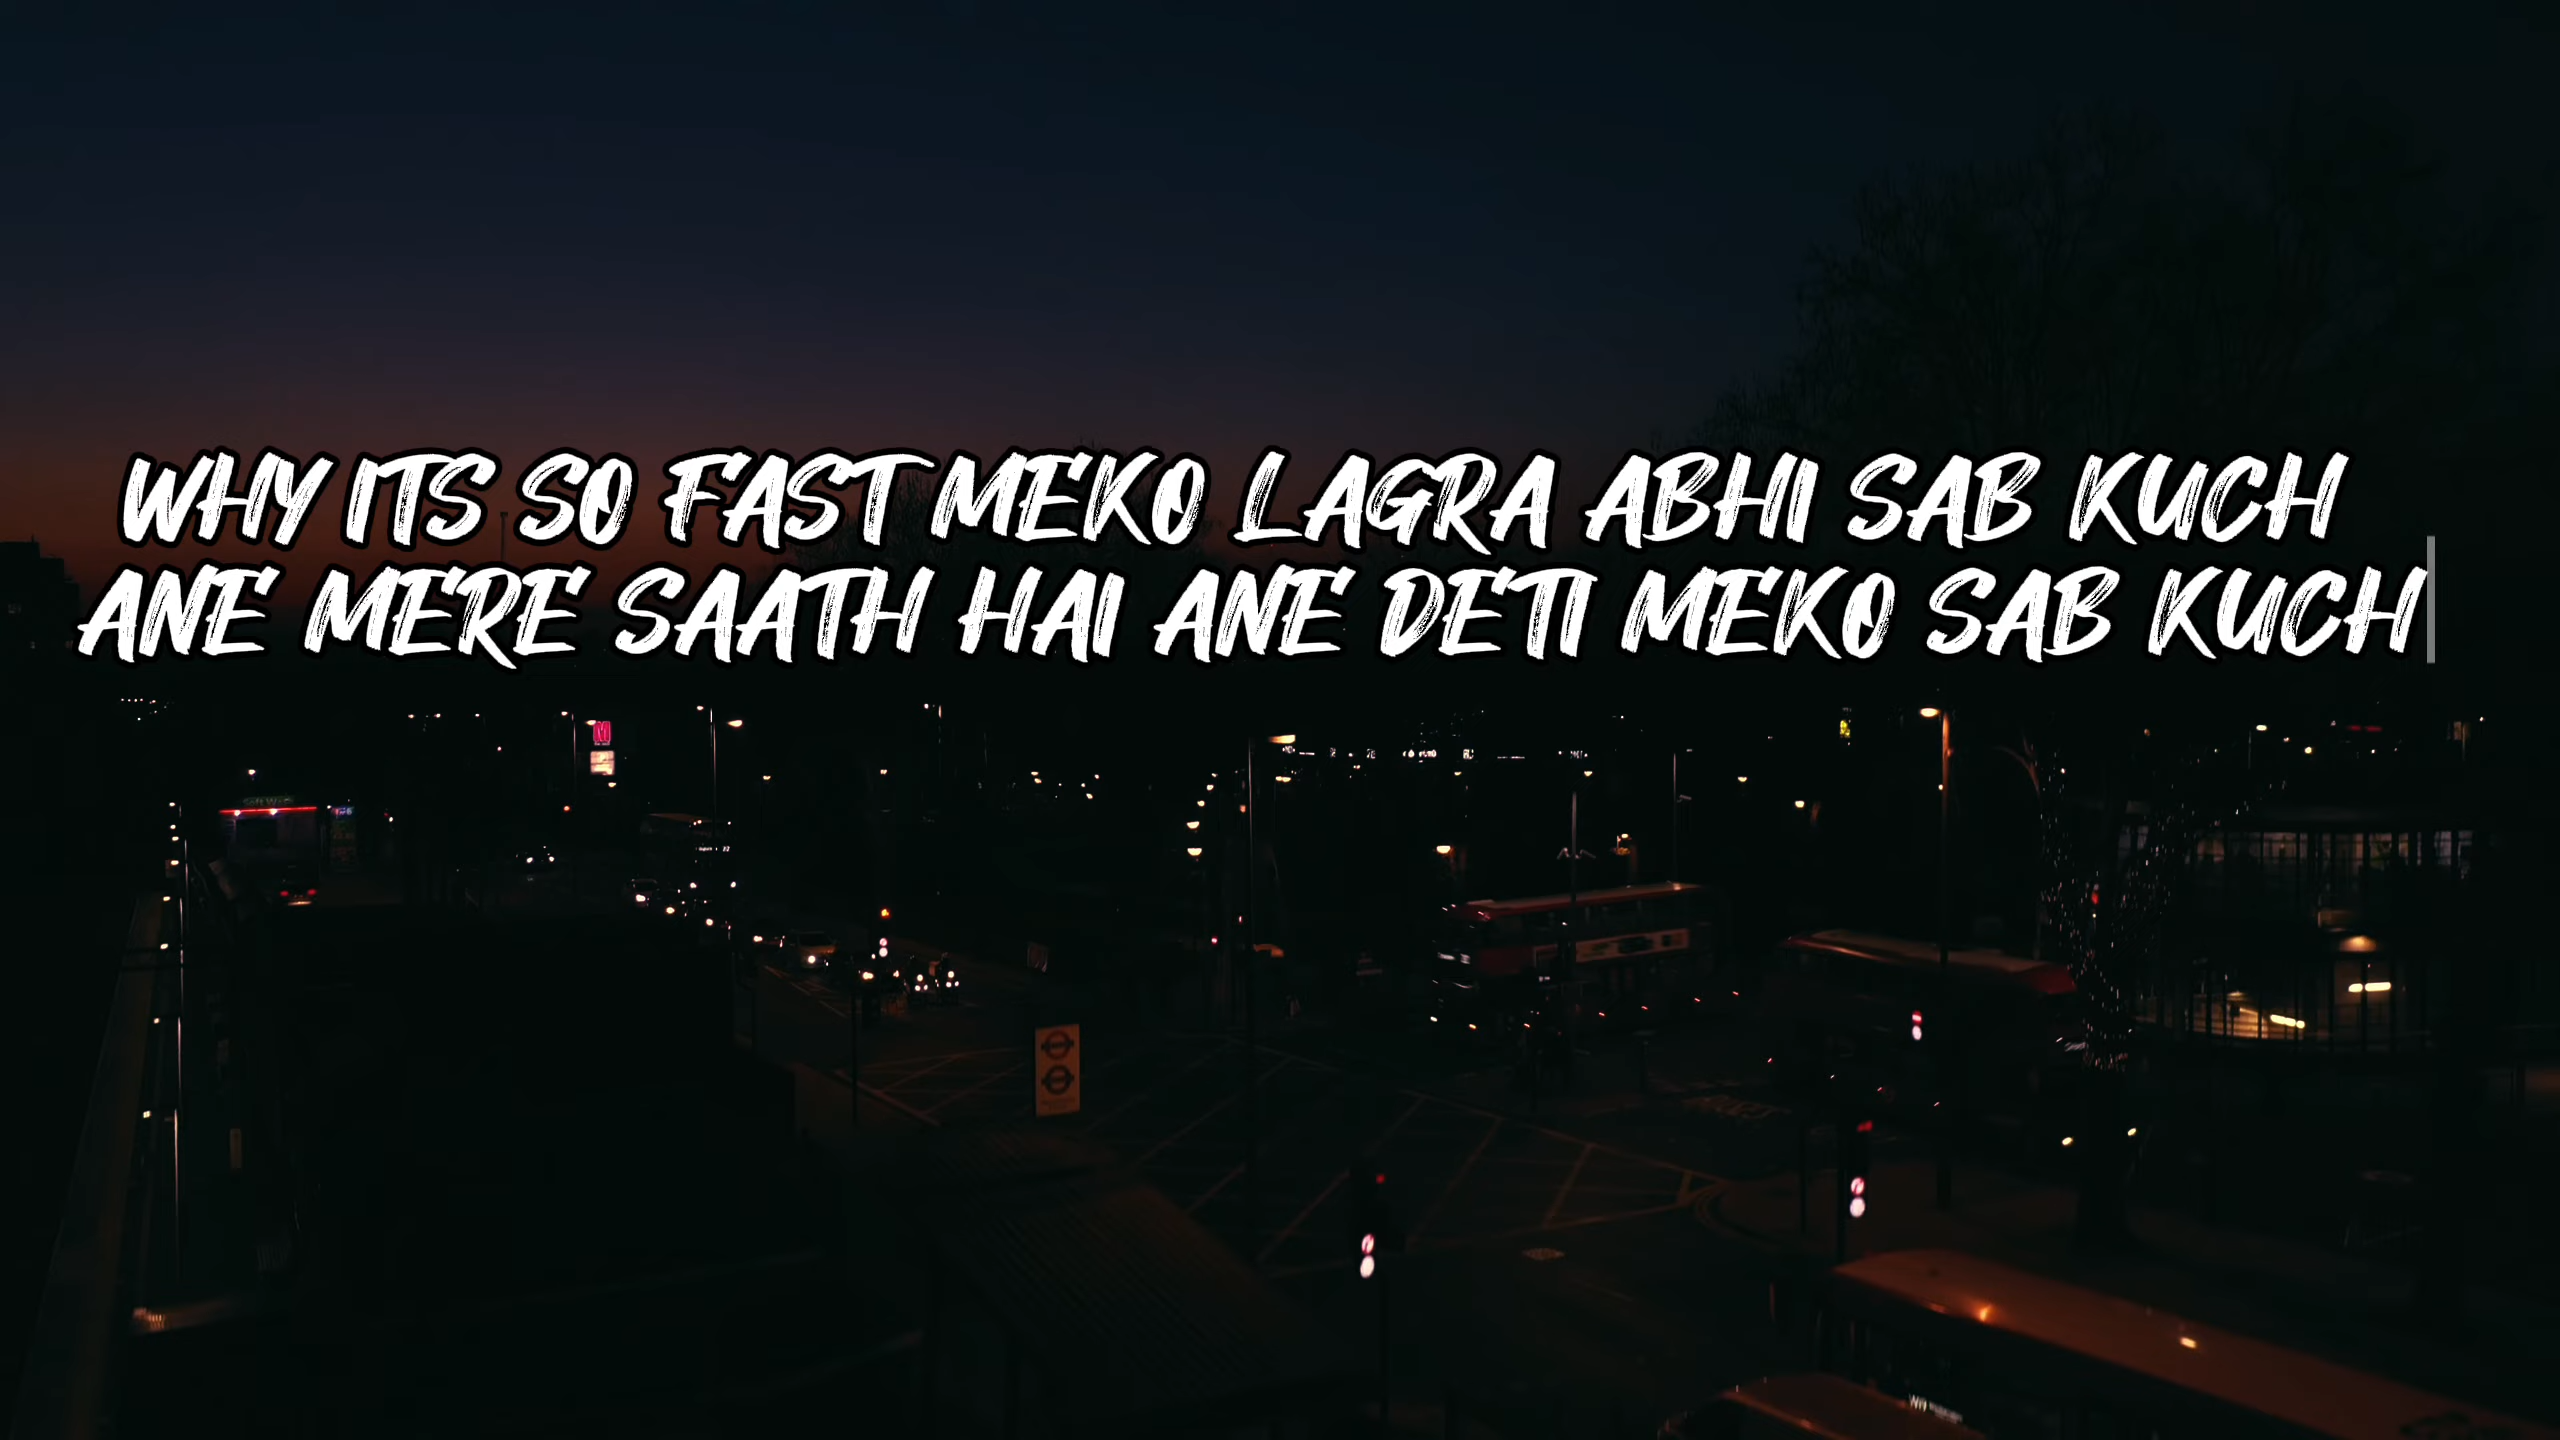 WHY ITS SO FAST MEKO LAGRA ABHI SAB KUCH
ANE MERE SAATH HAI ANE DETI MEKO SAB KUCH